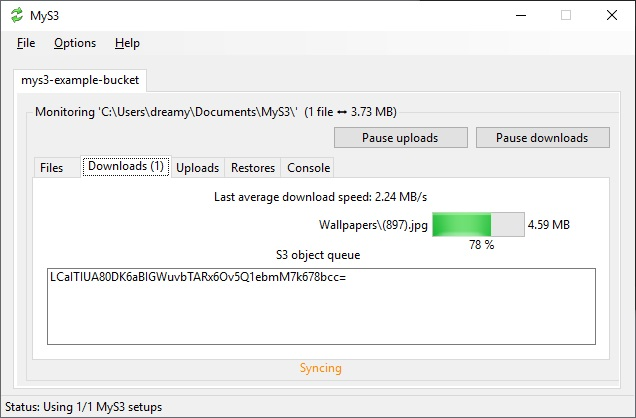 MyS3
File Options Help
mys3-example-bucket
Monitoring 'C:\Users\dreamy\Documents\MyS3\' (1 file ↔ 3.73 MB)
Pause uploads Pause downloads
Files Downloads (1) Uploads Restores Console
Last average download speed: 2.24 MB/s
Wallpapers\(897).jpg 4.59 MB
78 %
S3 object queue
LCaITIUA80DK6aBIGWuvbTARx6Ov5Q1ebmM7k678bcc=
Syncing
Status: Using 1/1 MyS3 setups